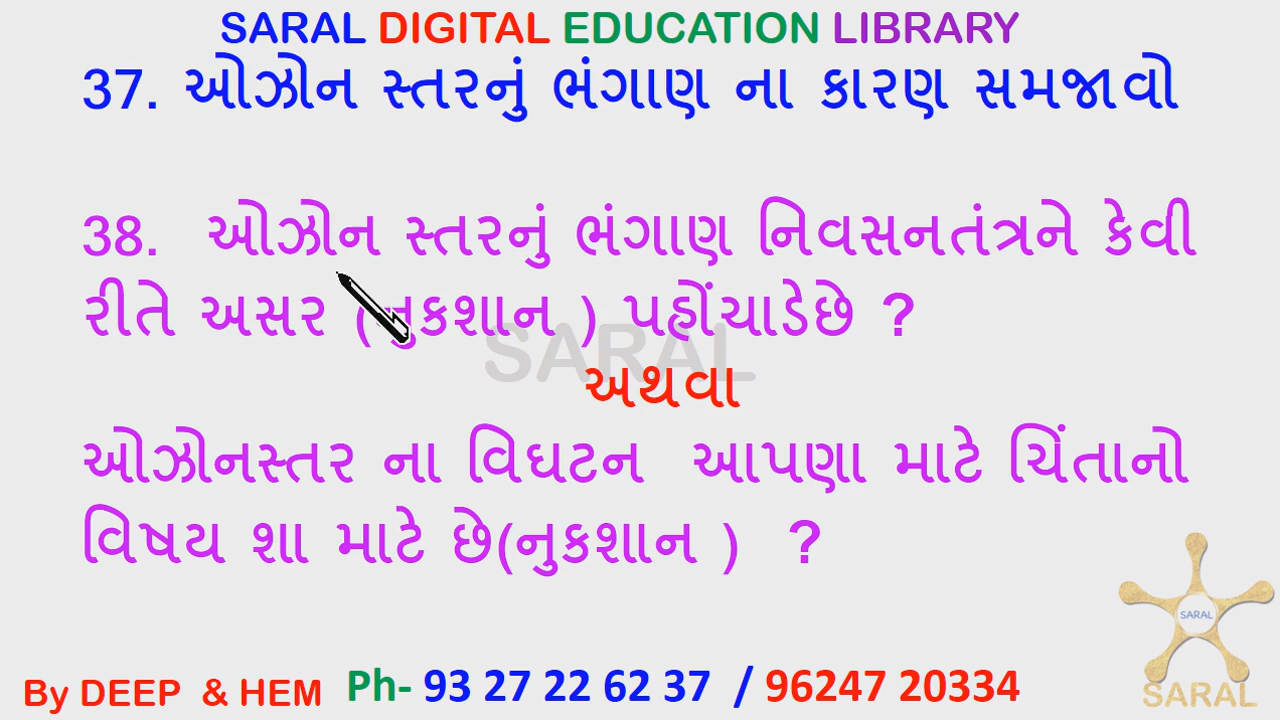 SARAL DIGITAL EDUCATION LIBRARY
37. ઓઝોન સ્તરનું ભંગાણ ના કારણ સમજાવો
38. ઓઝોન સ્તરનું ભંગાણ નિવસનતંત્રને કેવી
રીતે અસર (નુકશાન ) પહોંચાડેછે ?
SARAL
અથવા
ઓઝોનસ્તર ના વિઘટન આપણા માટે ચિંતાનો
વિષય શા માટે છે(નુકશાન ) ?
SARAL
SARAL
By DEEP & HEM Ph- 93 27 22 62 37 / 96247 20334